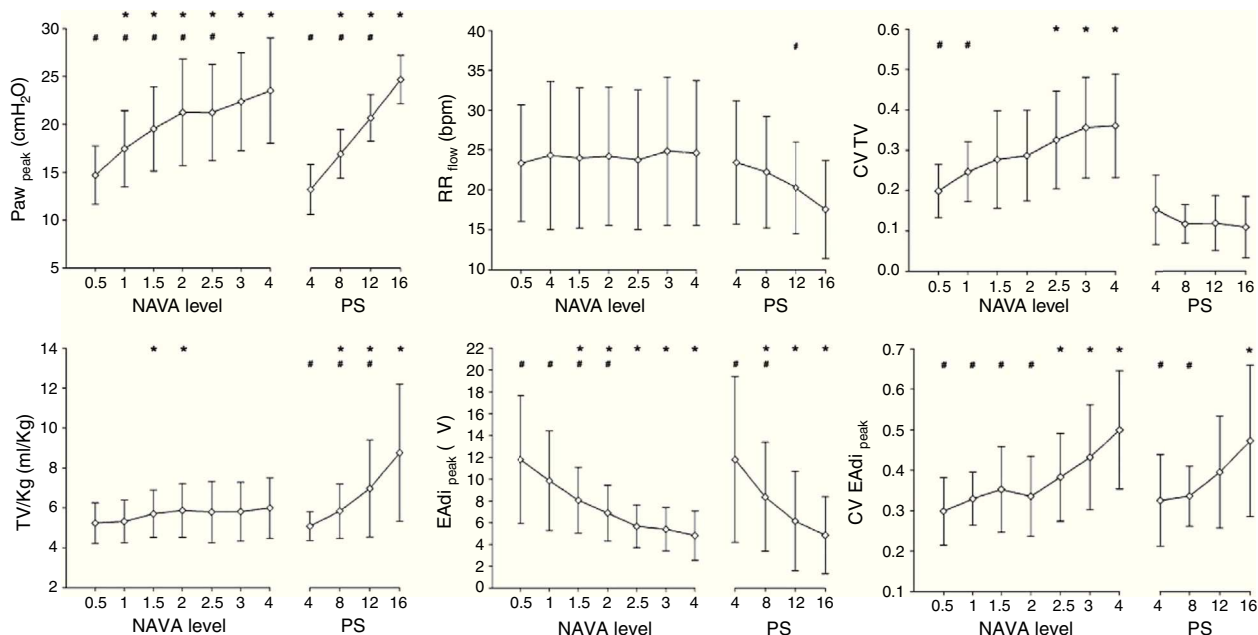 * * * * * * * * *
# # # # # # # #
30
25
20
15
10
5
Paw peak (cmH2O)
0.5 1 1.5 2 2.5 3 4 4 8 12 16
NAVA level PS
#
40
35
30
25
20
15
10
RR flow (bpm)
0.5 4 1.5 2 2.5 3 4 4 8 12 16
NAVA level PS
* * *
# #
0.6
0.5
0.4
0.3
0.2
0.1
0.0
CV TV
0.5 1 1.5 2 2.5 3 4 4 8 12 16
NAVA level PS
* * * * *
# # #
14
12
10
8
6
4
2
TV/Kg (ml/Kg)
0.5 1 1.5 2 2.5 3 4 4 8 12 16
NAVA level PS
* * * * * * * *
# # # # # #
22
20
18
16
14
12
10
8
6
4
2
0
EAdi peak ( V)
0.5 1 1.5 2 2.5 3 4 4 8 12 16
NAVA level PS
* * * *
# # # # # #
0.7
0.6
0.5
0.4
0.3
0.2
0.1
CV EAdi peak
0.5 1 1.5 2 2.5 3 4 4 8 12 16
NAVA level PS